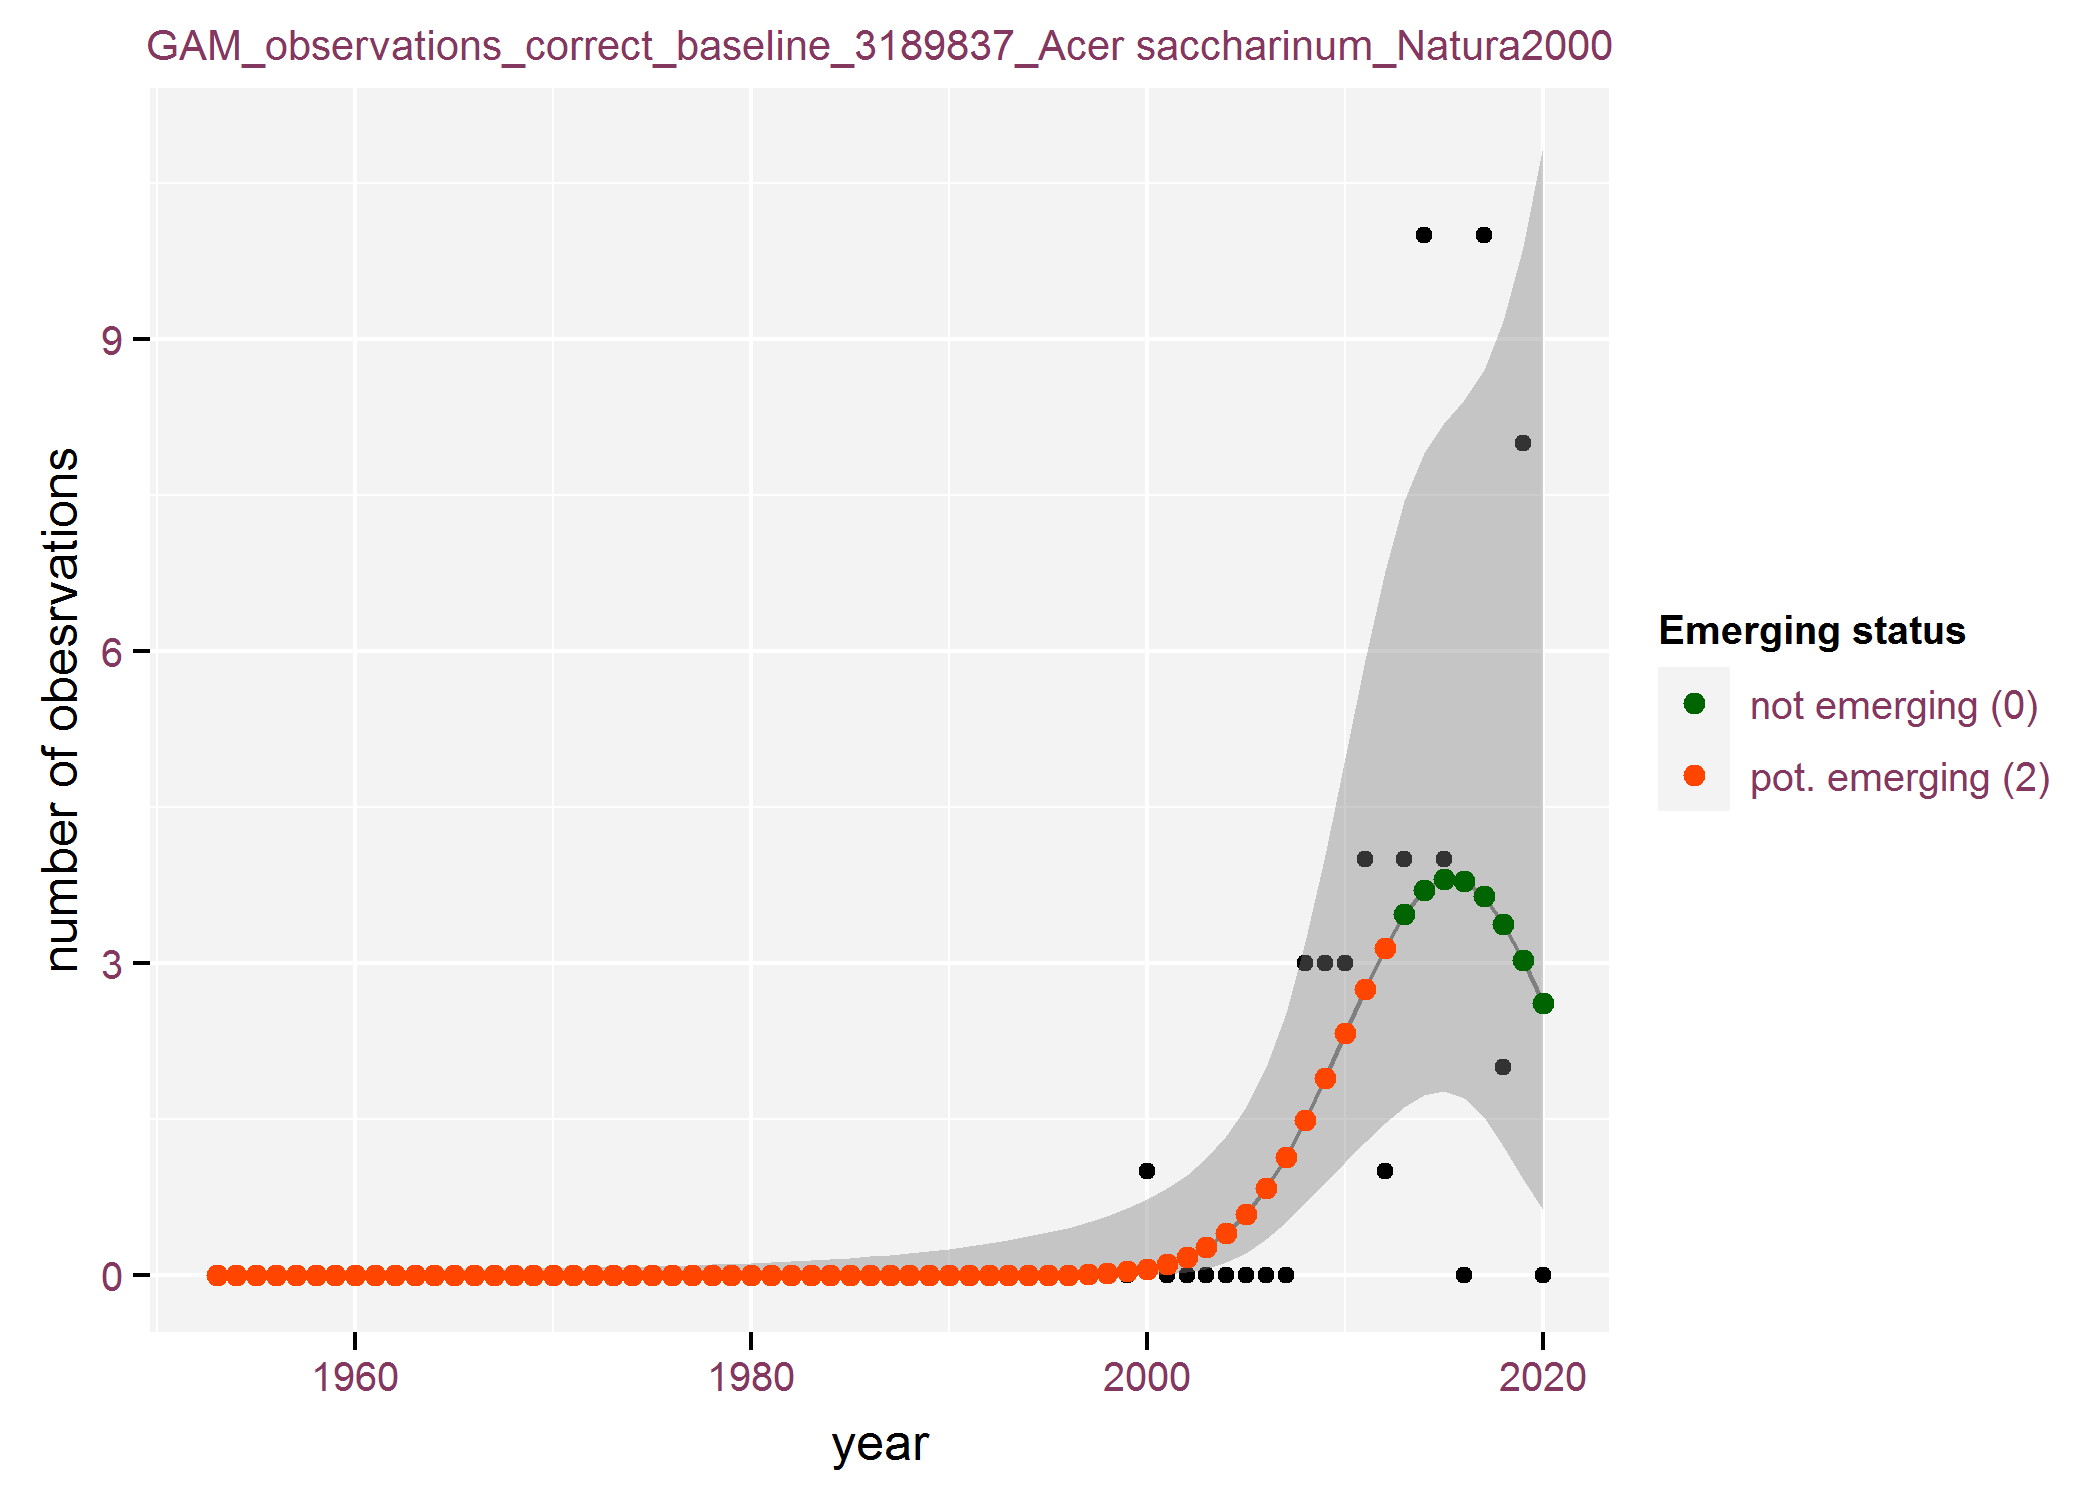 GAM_observations_correct_baseline_3189837_Acer saccharinum_Natura2000
number of obesrvations
9
6
3
0
1960 1980 2000 2020
year
Emerging status
not emerging (0)
pot. emerging (2)